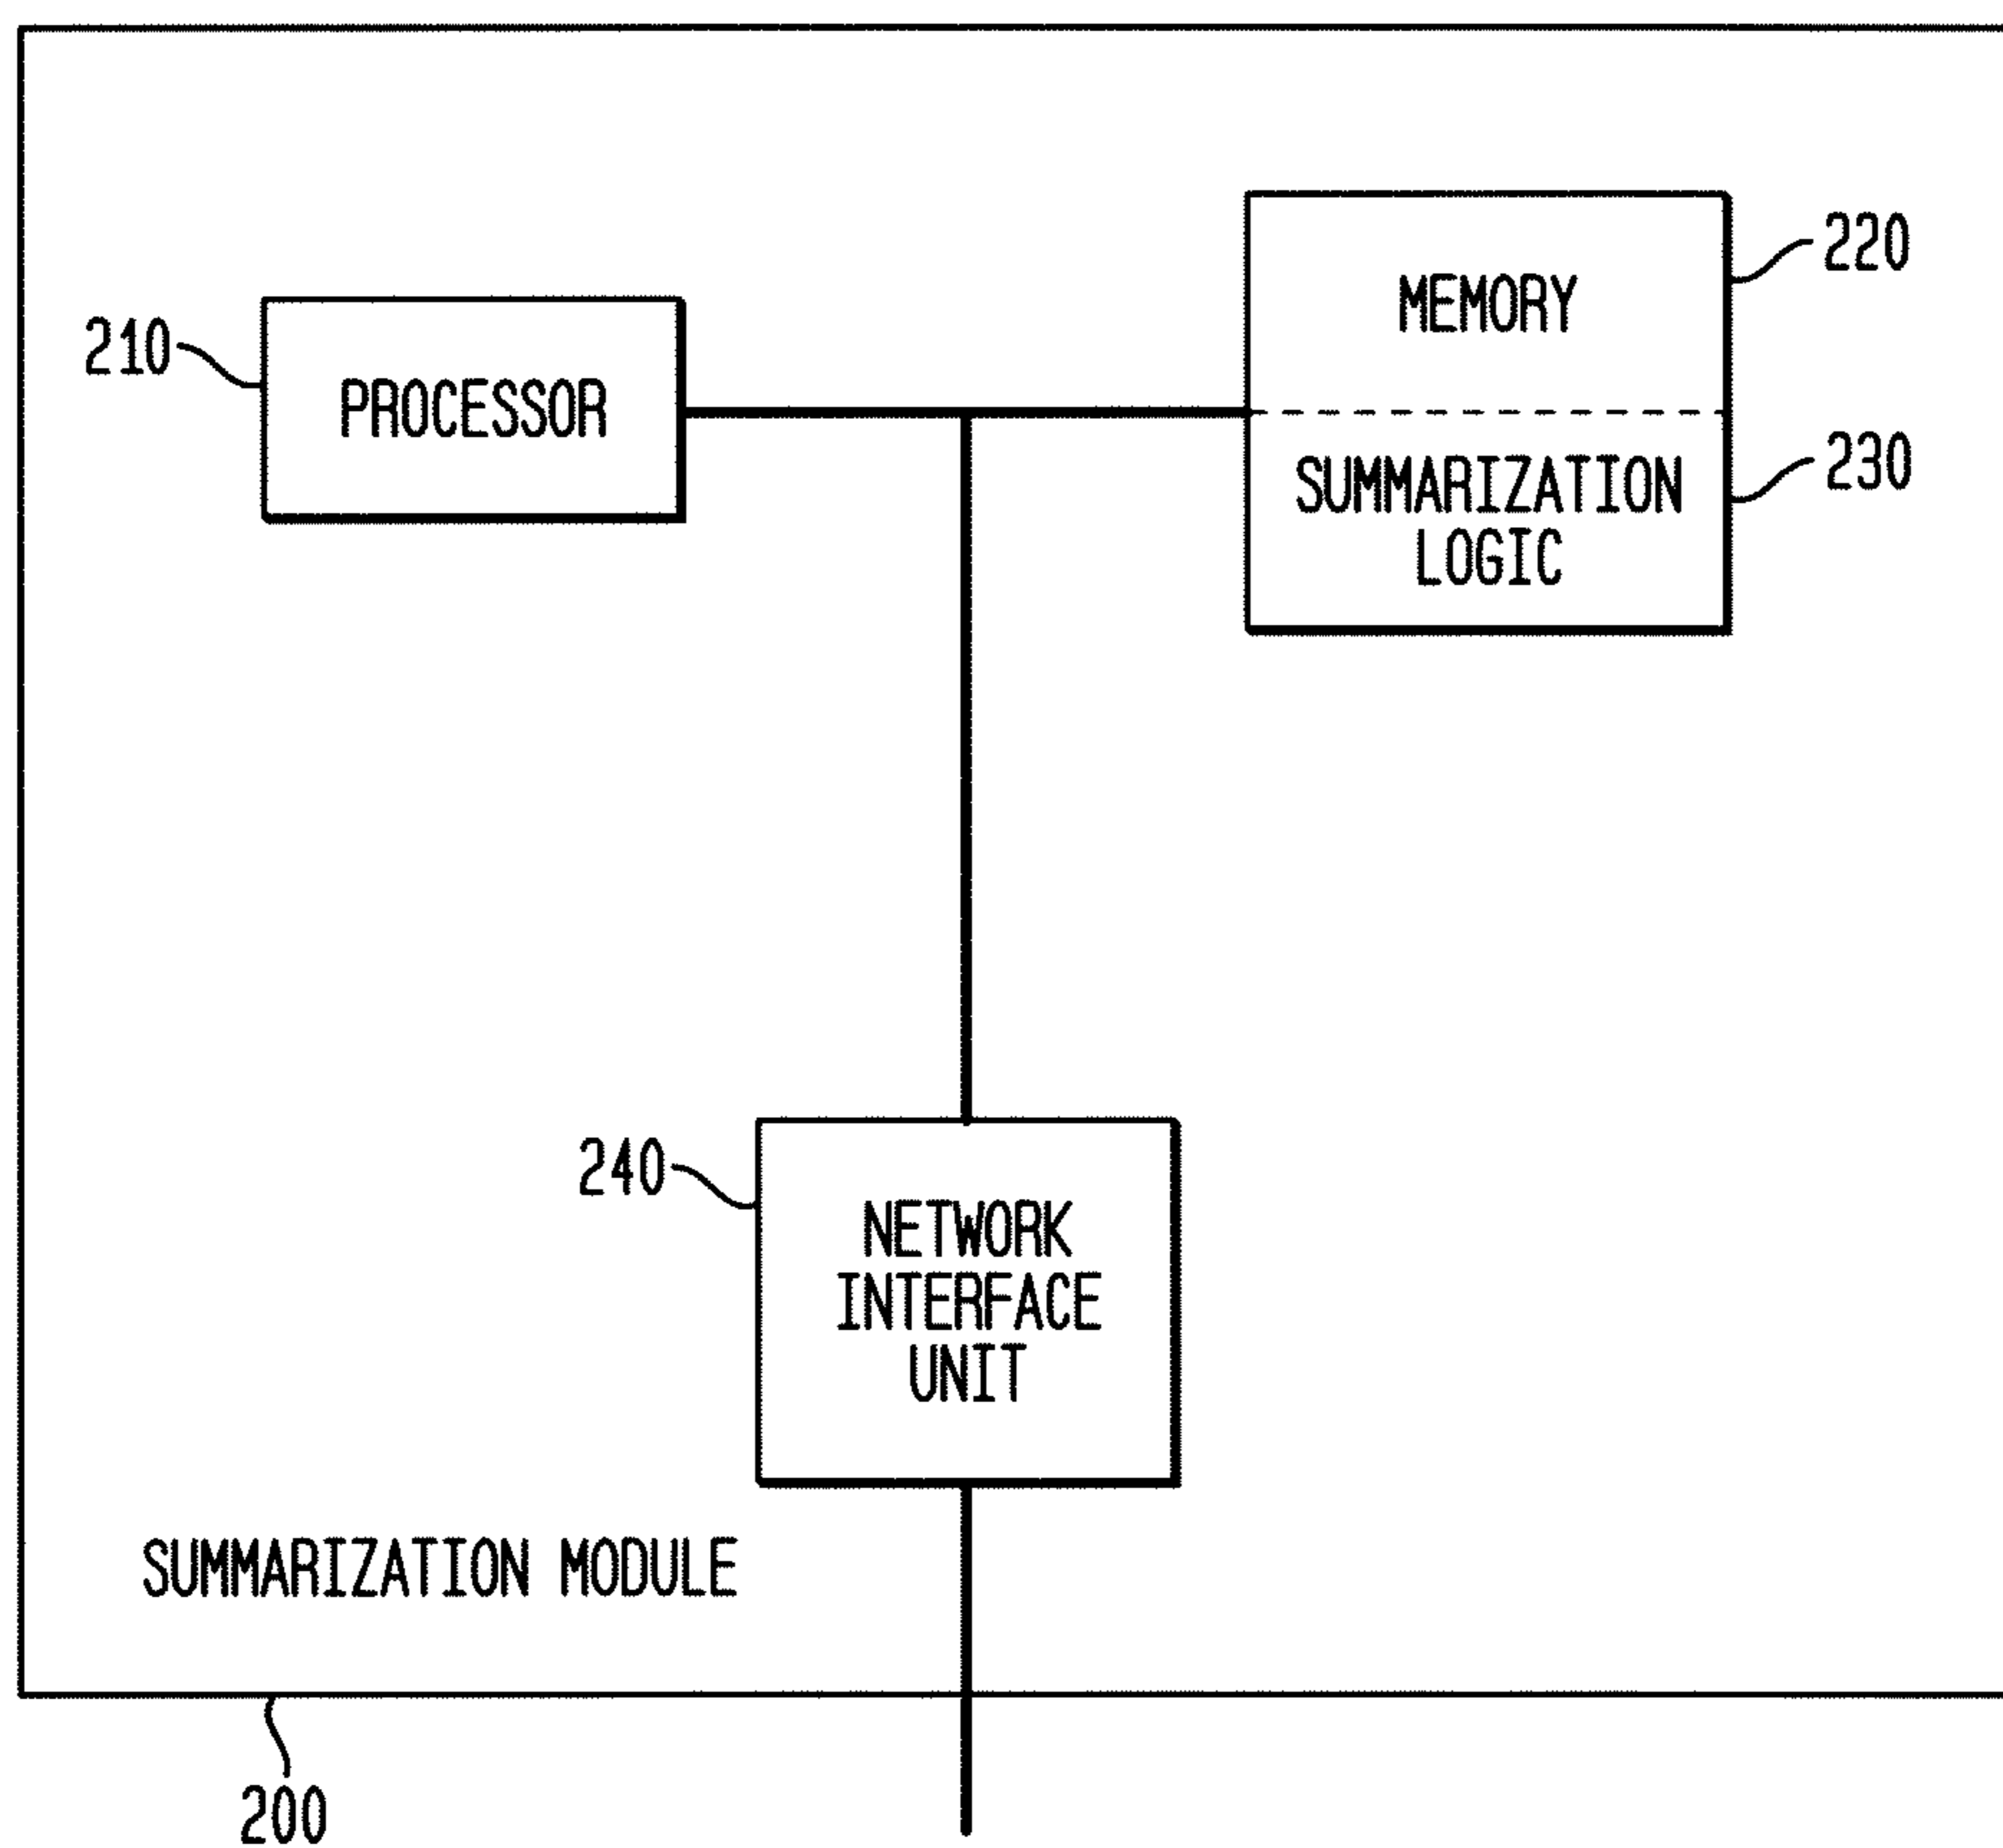 220
MEMORY
210
PROCESSOR
230
SUMMARIZATION
LOGIC
240
NETWORK
INTERFACE
UNIT
SUMMARIZATION MODULE
200